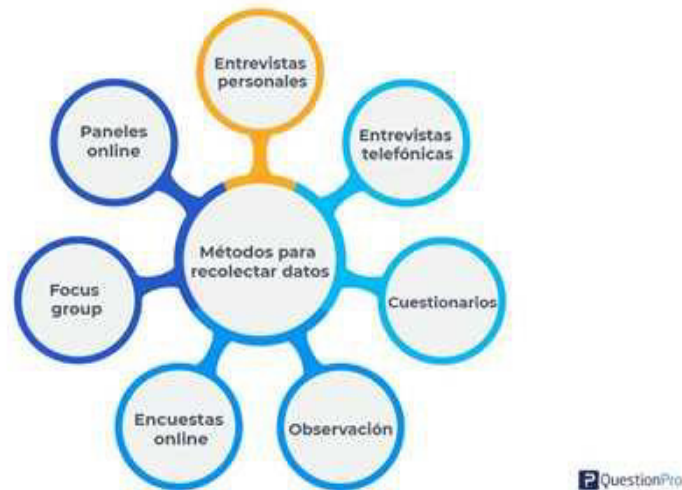 Entrevistas
personales
Entrevistas
telefónicas
Cuestionarios
Observación
Encuestas
online
Focus
group
Paneles
online
Métodos para
recolectar datos
QuestionPro